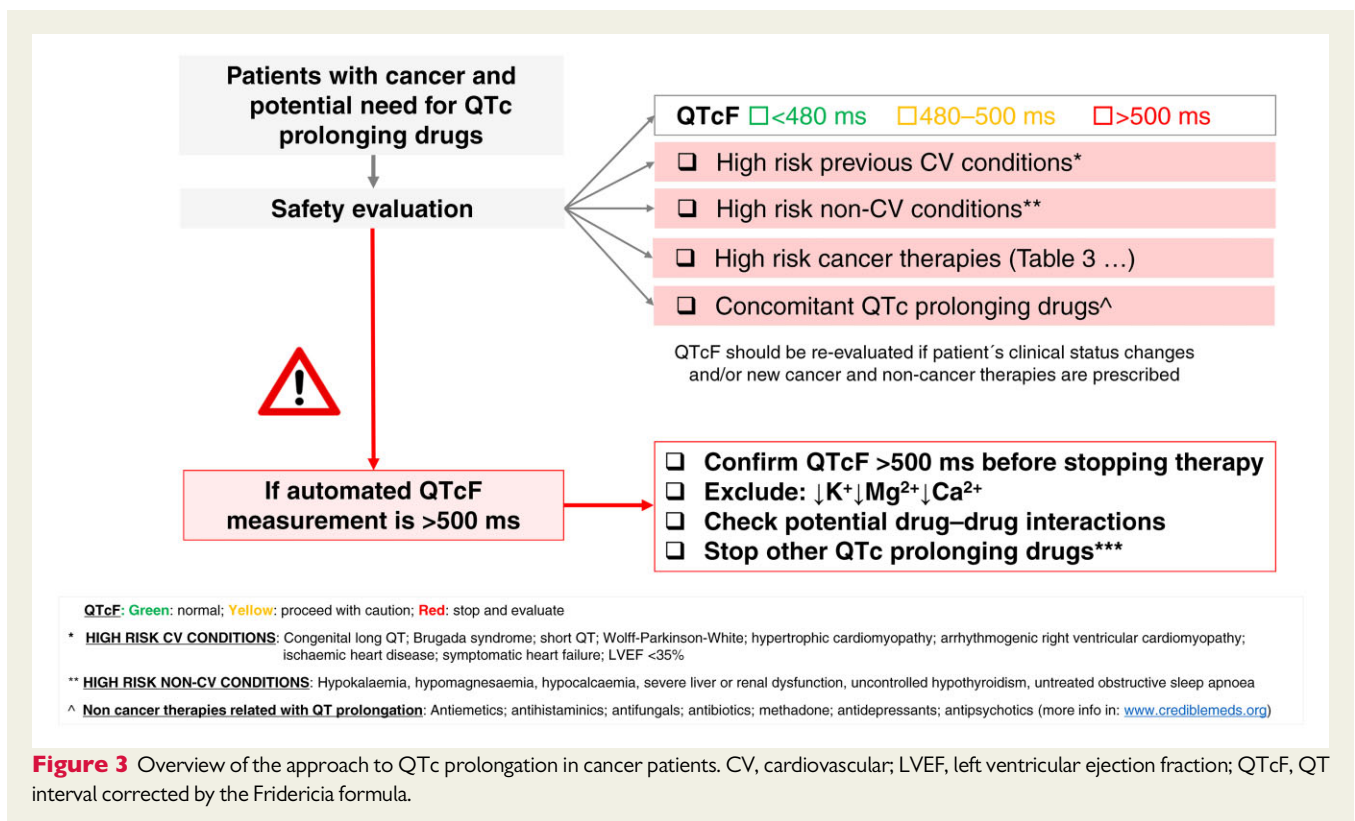 Patients with cancer and
potential need for QTc
prolonging drugs
Safety evaluation
QTcF □<480 ms □480–500 ms □>500 ms
❑ High risk previous CV conditions*
❑ High risk non-CV conditions**
❑ High risk cancer therapies (Table 3 …)
❑ Concomitant QTc prolonging drugs^
QTcF should be re-evaluated if patient´s clinical status changes
and/or new cancer and non-cancer therapies are prescribed
!
If automated QTcF
measurement is >500 ms
❑ Confirm QTcF >500 ms before stopping therapy
❑ Exclude: ↓K⁺↓Mg²⁺↓Ca²⁺
❑ Check potential drug–drug interactions
❑ Stop other QTc prolonging drugs***
QTcF: Green: normal; Yellow: proceed with caution; Red: stop and evaluate
* HIGH RISK CV CONDITIONS: Congenital long QT; Brugada syndrome; short QT; Wolff-Parkinson-White; hypertrophic cardiomyopathy; arrhythmogenic right ventricular cardiomyopathy;
ischaemic heart disease; symptomatic heart failure; LVEF <35%
** HIGH RISK NON-CV CONDITIONS: Hypokalaemia, hypomagnesaemia, hypocalcaemia, severe liver or renal dysfunction, uncontrolled hypothyroidism, untreated obstructive sleep apnoea
^ Non cancer therapies related with QT prolongation: Antiemetics; antihistaminics; antifungals; antibiotics; methadone; antidepressants; antipsychotics (more info in: www.crediblemeds.org)
Figure 3 Overview of the approach to QTc prolongation in cancer patients. CV, cardiovascular; LVEF, left ventricular ejection fraction; QTcF, QT
interval corrected by the Fridericia formula.